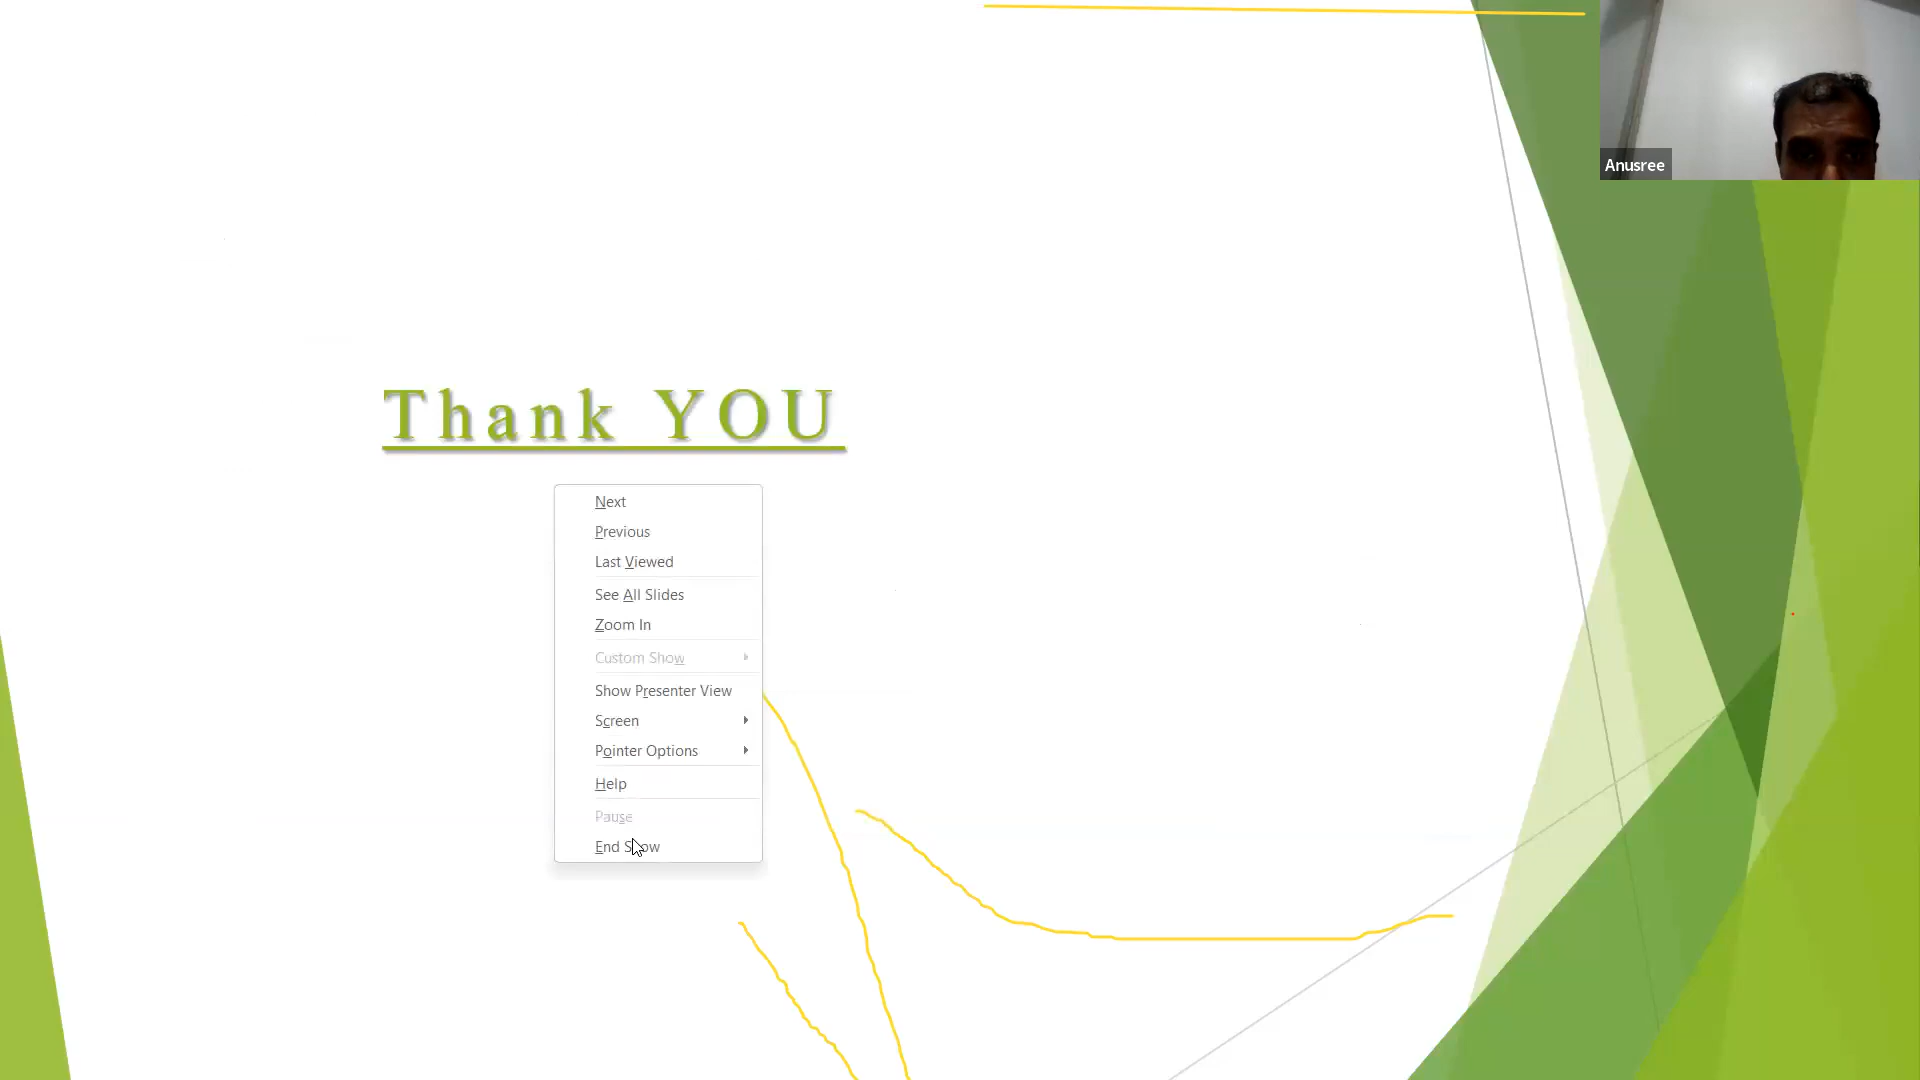 Anusree
Thank YOU
Next
Previous
Last Viewed
See All Slides
Zoom In
Custom Show
Show Presenter View
Screen
Pointer Options
Help
Pause
End Show